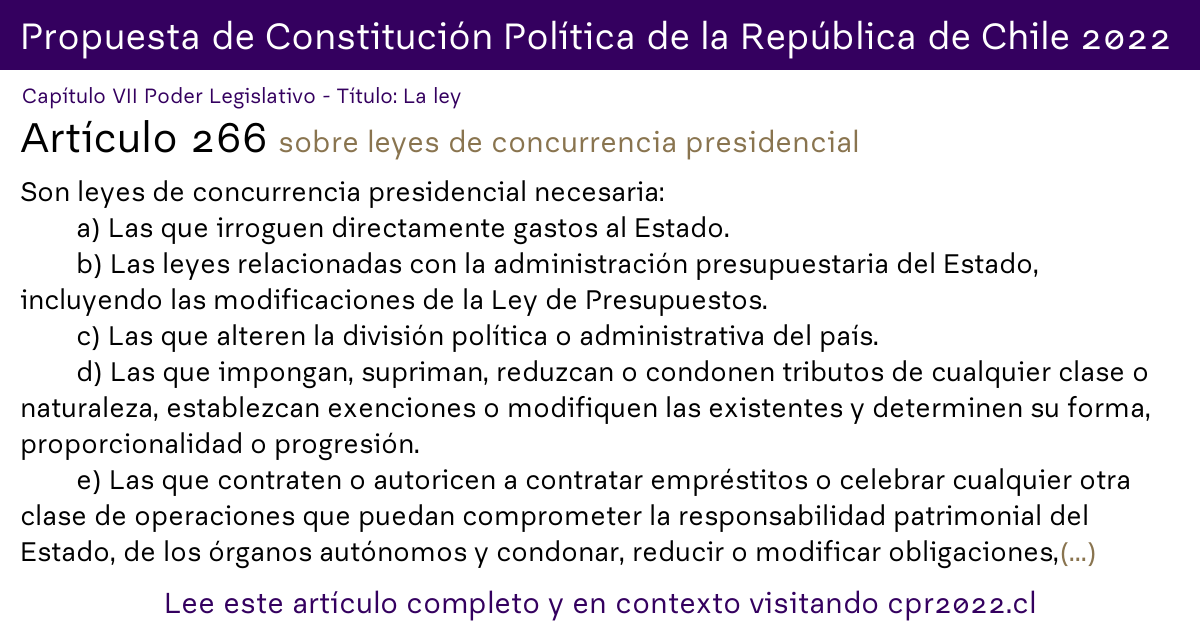 Propuesta de Constitución Política de la República de Chile 2022
Capítulo VII Poder Legislativo - Título: La ley
Artículo 266 sobre leyes de concurrencia presidencial
Son leyes de concurrencia presidencial necesaria:
a) Las que irroguen directamente gastos al Estado.
b) Las leyes relacionadas con la administración presupuestaria del Estado,
incluyendo las modificaciones de la Ley de Presupuestos.
c) Las que alteren la división política o administrativa del país.
d) Las que impongan, supriman, reduzcan o condonen tributos de cualquier clase o
naturaleza, establezcan exenciones o modifiquen las existentes y determinen su forma,
proporcionalidad o progresión.
e) Las que contraten o autoricen a contratar empréstitos o celebrar cualquier otra
clase de operaciones que puedan comprometer la responsabilidad patrimonial del
Estado, de los órganos autónomos y condonar, reducir o modificar obligaciones,(...)
Lee este artículo completo y en contexto visitando cpr2022.cl